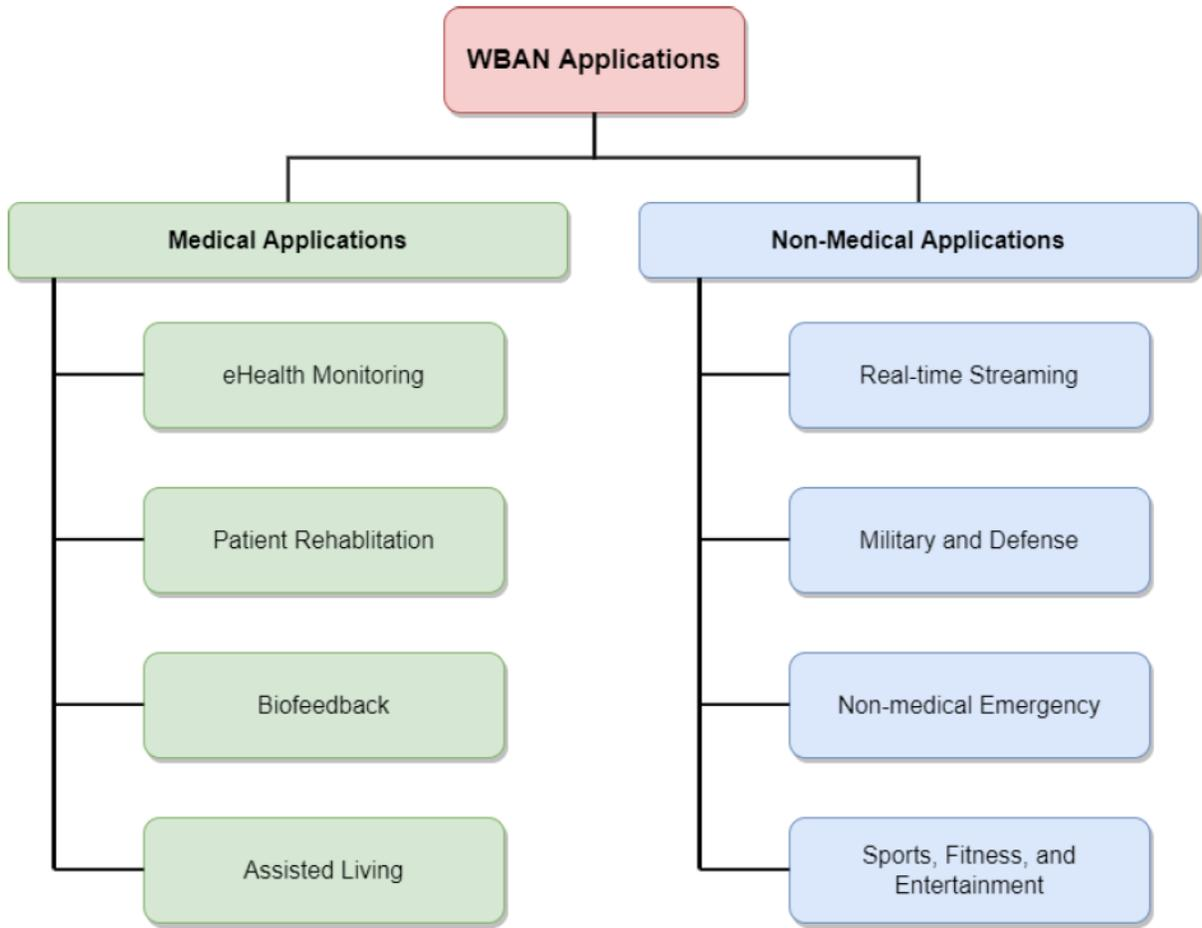 WBAN Applications
Medical Applications
eHealth Monitoring
Patient Rehablitation
Biofeedback
Assisted Living
Non-Medical Applications
Real-time Streaming
Military and Defense
Non-medical Emergency
Sports, Fitness, and
Entertainment